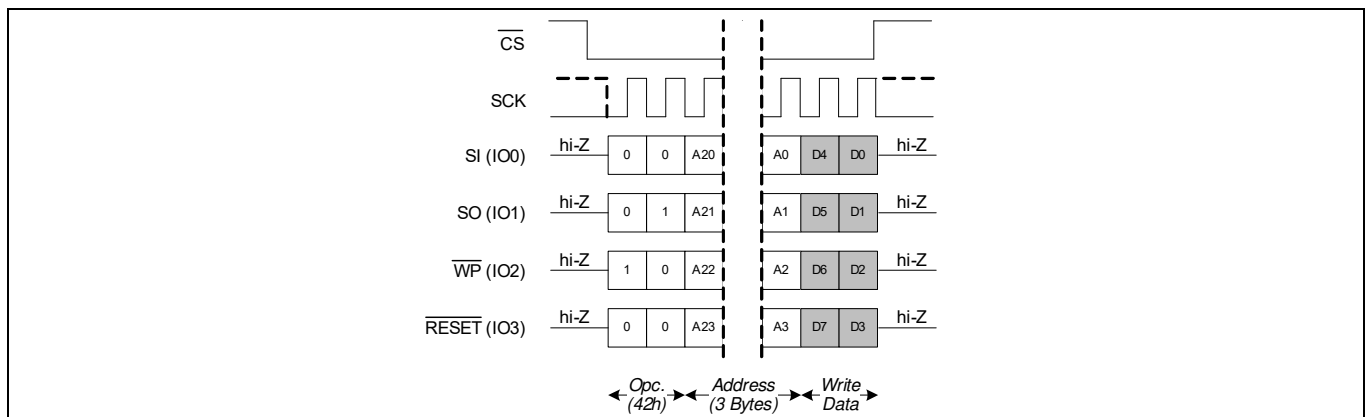 CS
SCK
SI (IO0) hi-Z 0 0 A20 A0 D4 D0 hi-Z
SO (IO1) hi-Z 0 1 A21 A1 D5 D1 hi-Z
WP (IO2) hi-Z 1 0 A22 A2 D6 D2 hi-Z
RESET (IO3) hi-Z 0 0 A23 A3 D7 D3 hi-Z
Opc. Address Write
(42h) (3 Bytes) Data